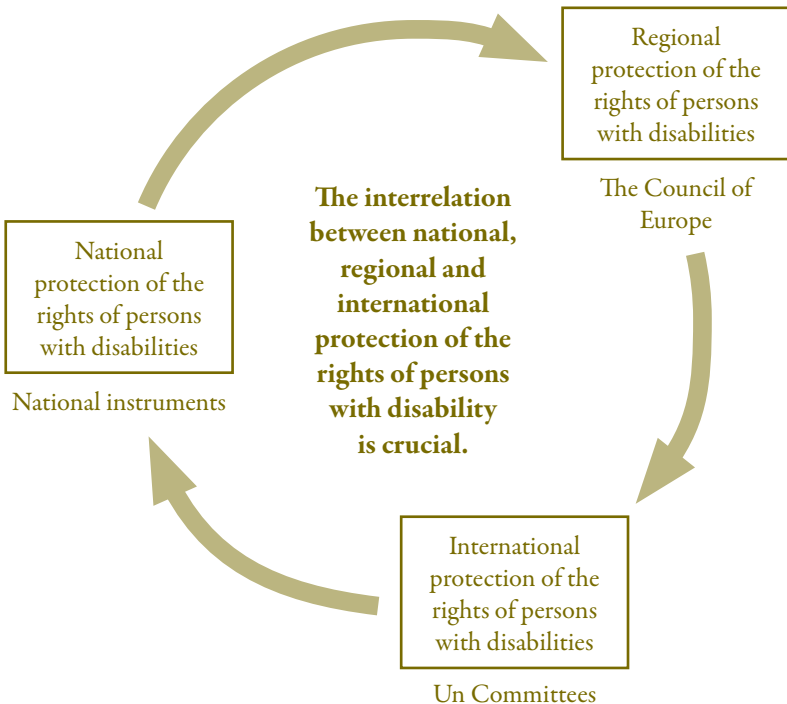 Regional
protection of the
rights of persons
with disabilities
The Council of
Europe
The interrelation
between national,
regional and
international
protection of the
rights of persons
with disability
is crucial.
National
protection of the
rights of persons
with disabilities
National instruments
International
protection of the
rights of persons
with disabilities
Un Committees